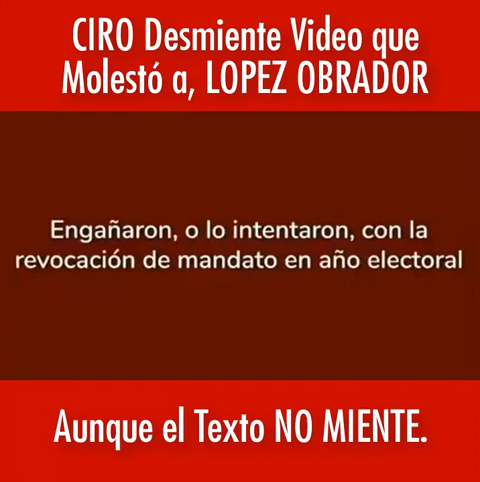 CIRO Desmiente Video que
Molestó a, LOPEZ OBRADOR
Engañaron, o lo intentaron, con la
revocación de mandato en año electoral
Aunque el Texto NO MIENTE.